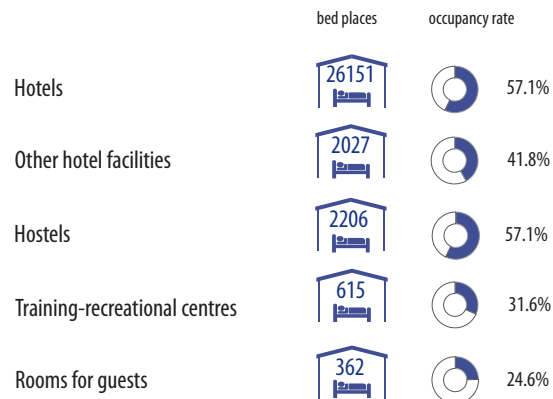 bed places occupancy rate
Hotels 26151 57.1%
Other hotel facilities 2027 41.8%
Hostels 2206 57.1%
Training-recreational centres 615 31.6%
Rooms for guests 362 24.6%